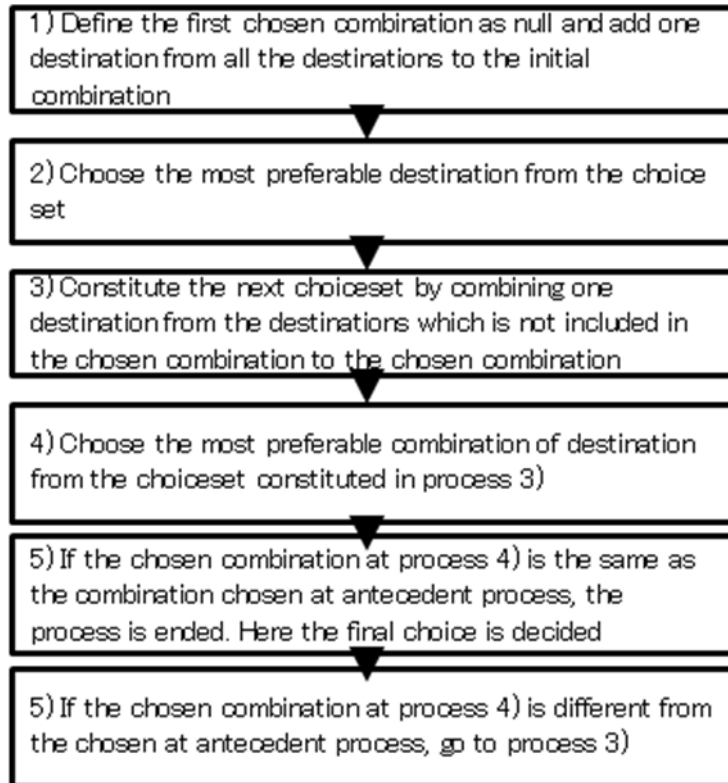 1) Define the first chosen combination as null and add one
destination from all the destinations to the initial
combination
2) Choose the most preferable destination from the choice
set
3) Constitute the next choiceset by combining one
destination from the destinations which is not included in
the chosen combination to the chosen combination
4) Choose the most preferable combination of destination
from the choiceset constituted in process 3)
5) If the chosen combination at process 4) is the same as
the combination chosen at antecedent process, the
process is ended. Here the final choice is decided
5) If the chosen combination at process 4) is different from
the chosen at antecedent process, go to process 3)